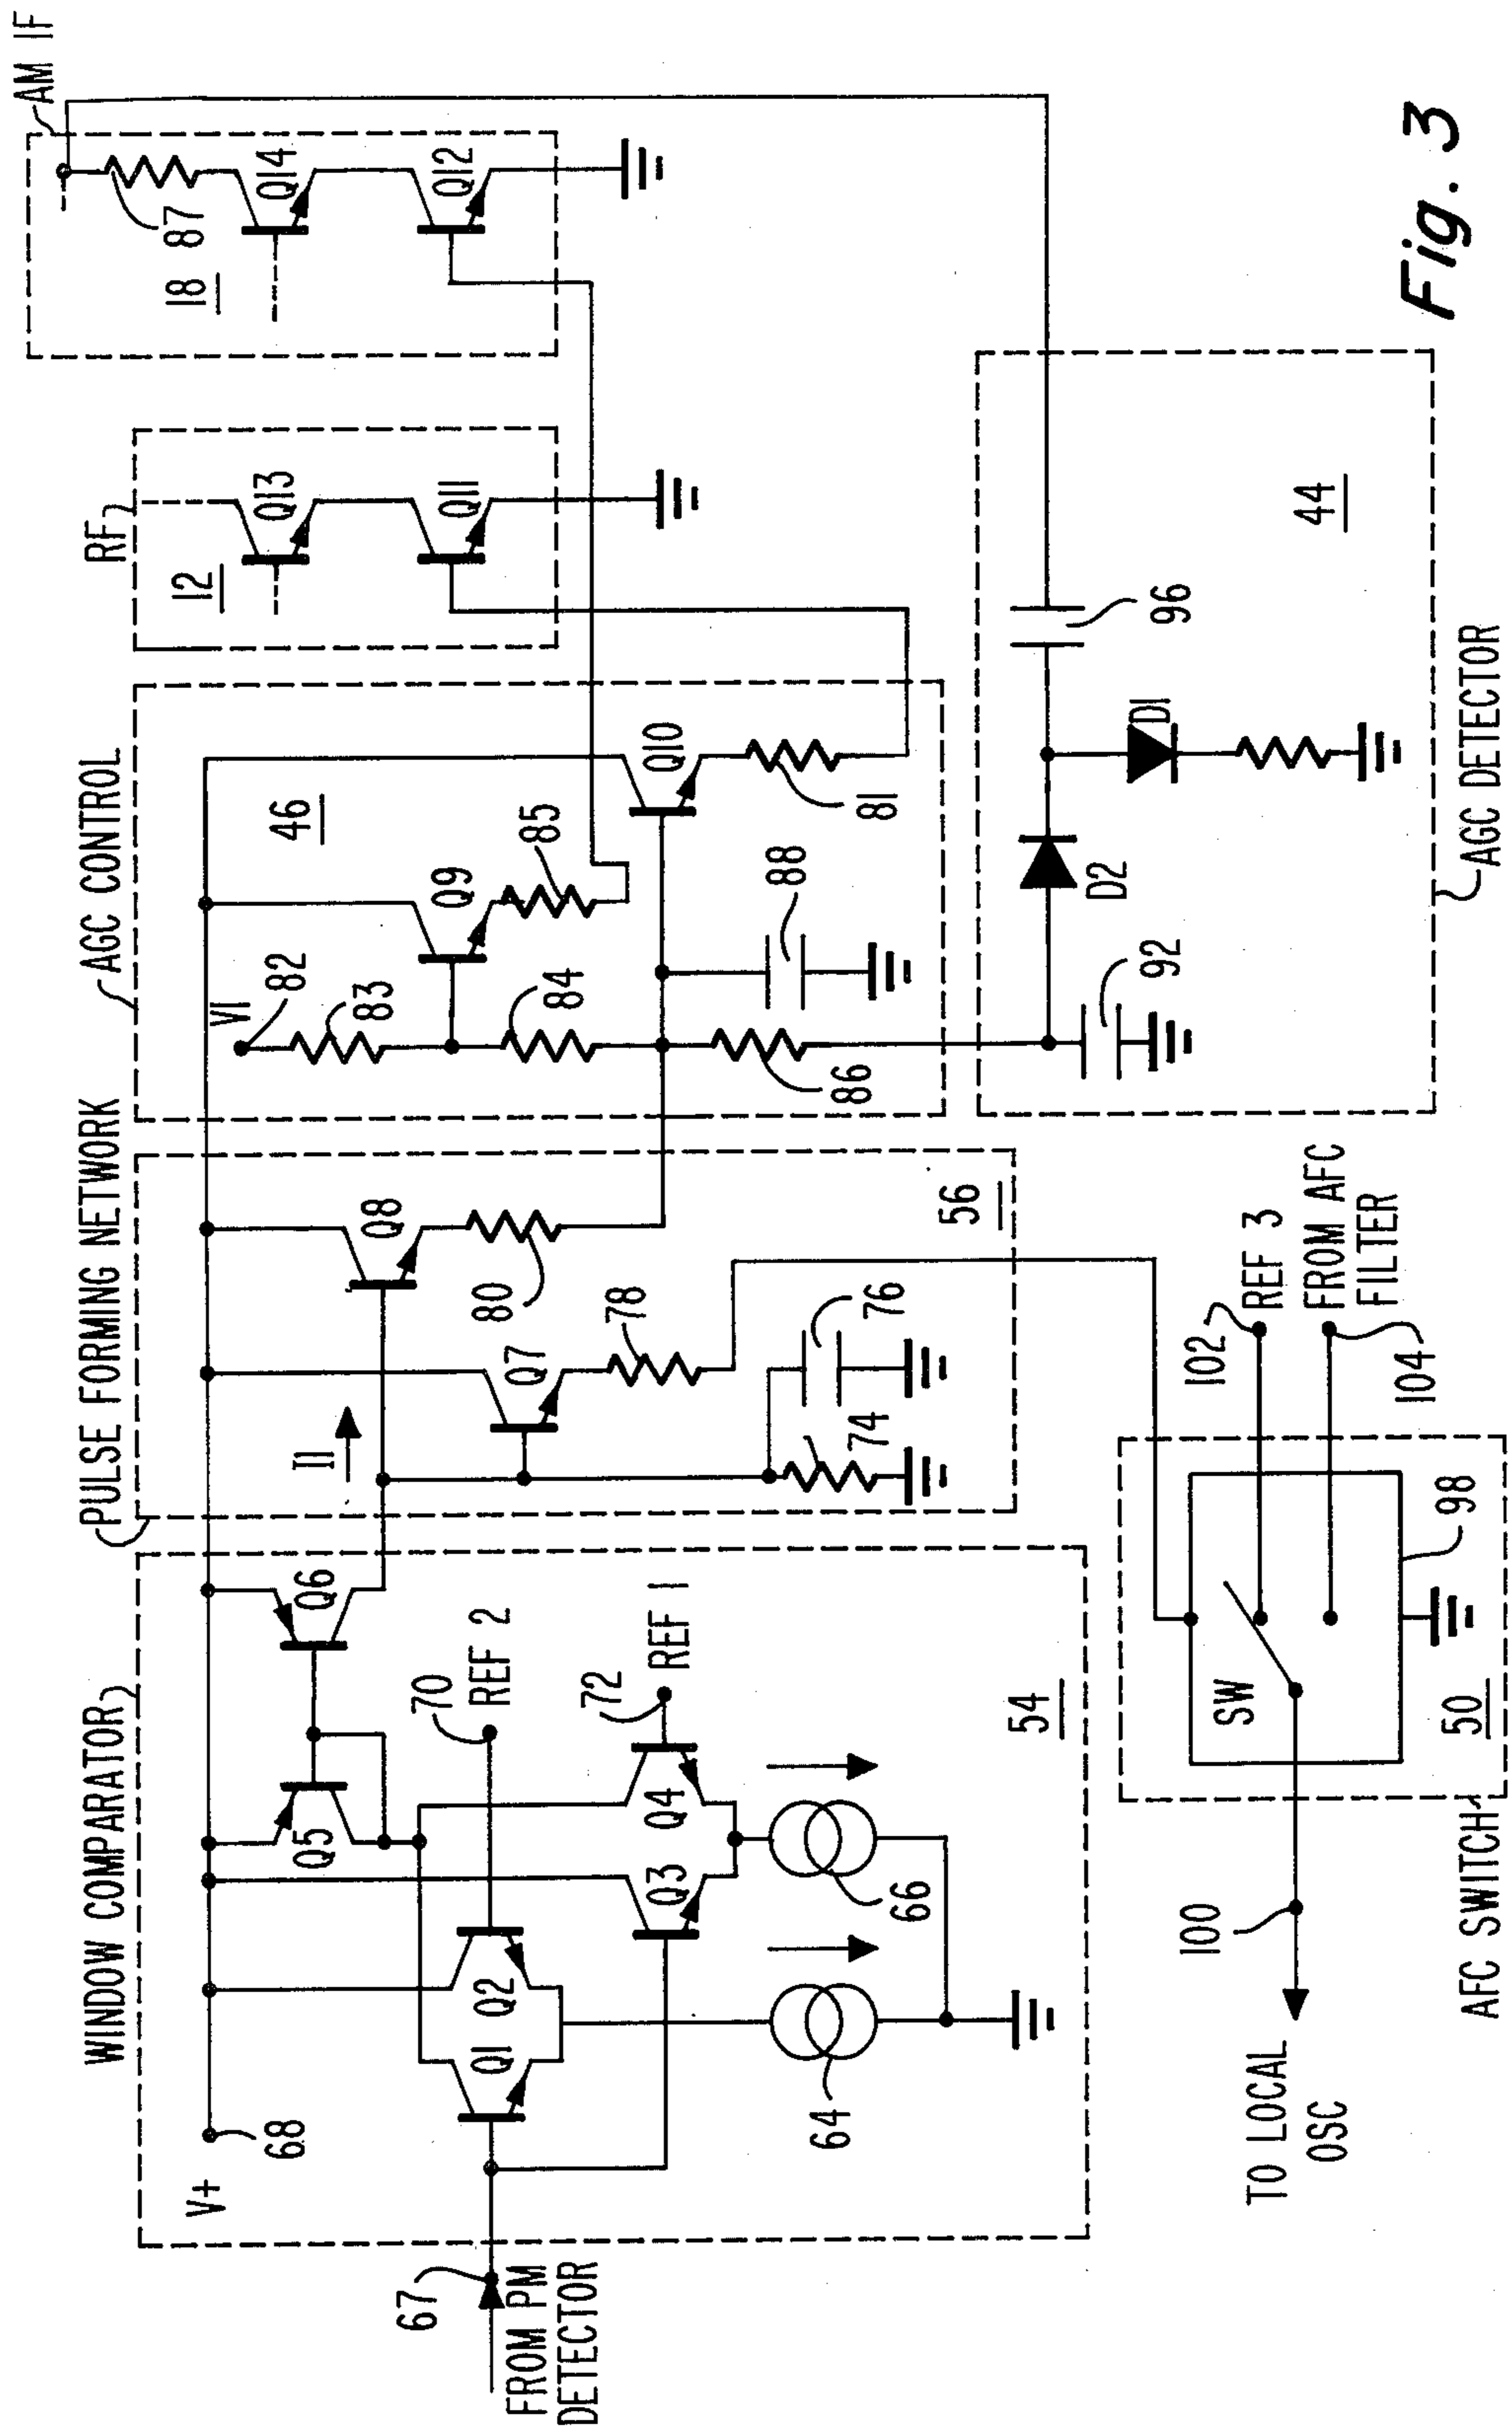 WINDOW COMPARATOR
PULSE FORMING NETWORK
AGC CONTROL
RF
AM IF
V+
68
Q5
Q6
I1
Q7
Q8
V1
82
83
46
12
Q13
18
87
Q14
67
FROM PM
DETECTOR
Q1
Q2
70
REF 2
Q3
Q4
72
REF 1
64
66
54
78
80
74
76
56
Q9
85
84
Q10
88
86
81
Q11
Q12
TO LOCAL
OSC
100
SW
50
98
AFC SWITCH
102
REF 3
FROM AFC
FILTER
104
92
D2
D1
96
44
AGC DETECTOR
Fig. 3